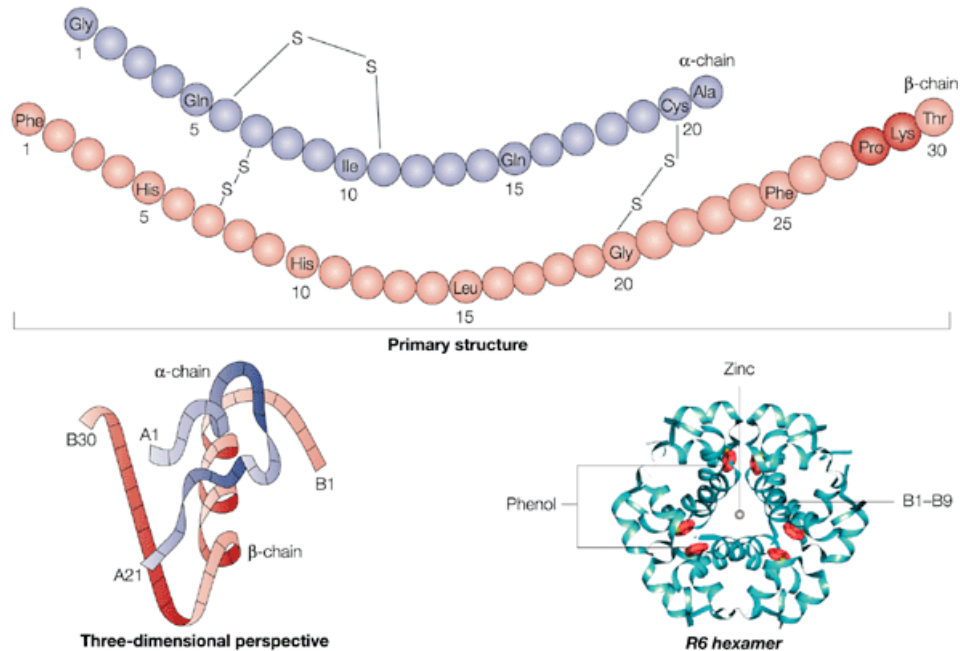 Gly
1
S
S
α-chain
Gln
5
Cys
Ala
20
β-chain
Phe
1
Ile
10
Gln
15
Pro
Lys
Thr
30
S
S
His
5
S
S
Phe
25
His
10
Gly
20
Leu
15
Primary structure
α-chain
B30
A1
B1
β-chain
A21
Three-dimensional perspective
Zinc
Phenol
B1–B9
R6 hexamer